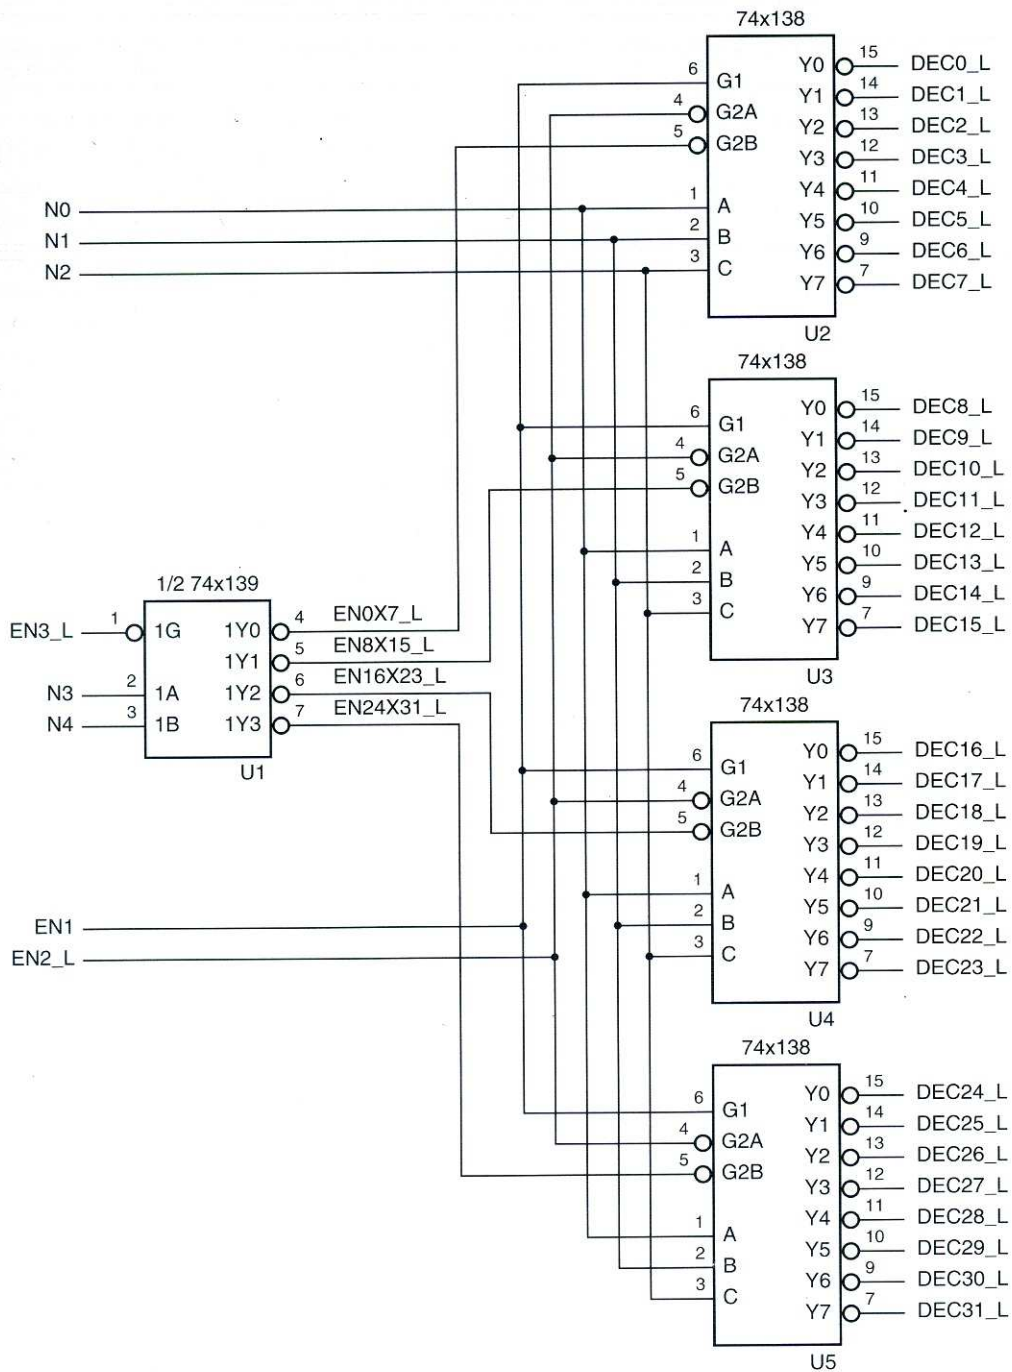 74x138
6 G1 Y0 15 DEC0_L
4 G2A Y1 14 DEC1_L
5 G2B Y2 13 DEC2_L
Y3 12 DEC3_L
N0 1 A Y4 11 DEC4_L
N1 2 B Y5 10 DEC5_L
N2 3 C Y6 9 DEC6_L
Y7 7 DEC7_L
U2
74x138
6 G1 Y0 15 DEC8_L
4 G2A Y1 14 DEC9_L
5 G2B Y2 13 DEC10_L
Y3 12 DEC11_L
1 A Y4 11 DEC12_L
2 B Y5 10 DEC13_L
3 C Y6 9 DEC14_L
Y7 7 DEC15_L
U3
1/2 74x139
EN3_L 1 1G 1Y0 4 EN0X7_L
1Y1 5 EN8X15_L
N3 2 1A 1Y2 6 EN16X23_L
N4 3 1B 1Y3 7 EN24X31_L
U1
74x138
6 G1 Y0 15 DEC16_L
4 G2A Y1 14 DEC17_L
5 G2B Y2 13 DEC18_L
Y3 12 DEC19_L
1 A Y4 11 DEC20_L
2 B Y5 10 DEC21_L
3 C Y6 9 DEC22_L
Y7 7 DEC23_L
U4
EN1
EN2_L
74x138
6 G1 Y0 15 DEC24_L
4 G2A Y1 14 DEC25_L
5 G2B Y2 13 DEC26_L
Y3 12 DEC27_L
1 A Y4 11 DEC28_L
2 B Y5 10 DEC29_L
3 C Y6 9 DEC30_L
Y7 7 DEC31_L
U5